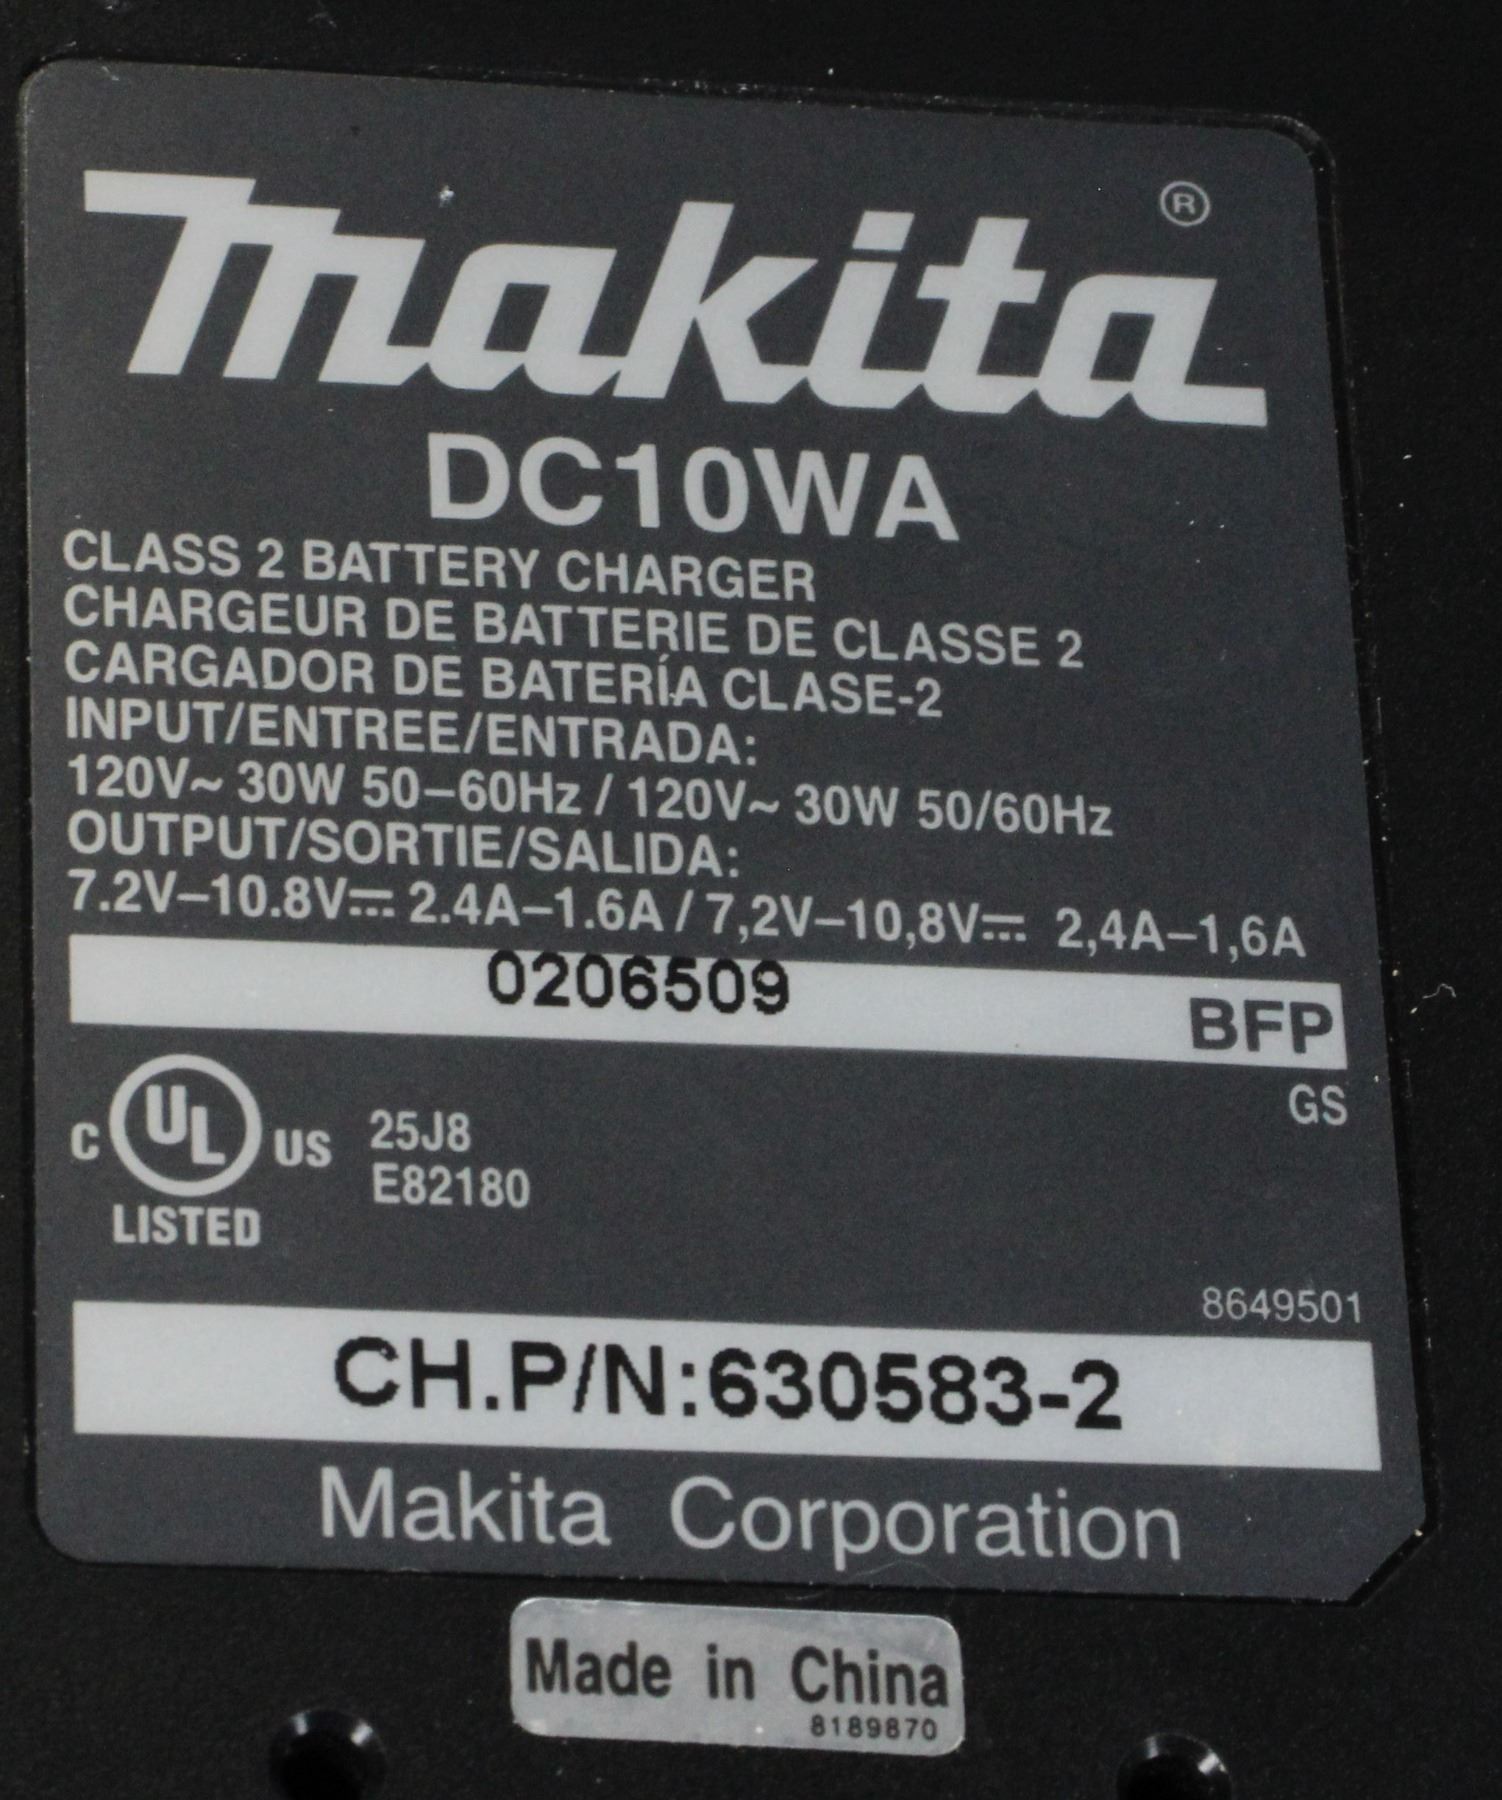 makita®
DC10WA
CLASS 2 BATTERY CHARGER
CHARGEUR DE BATTERIE DE CLASSE 2
CARGADOR DE BATERÍA CLASE-2
INPUT/ENTREE/ENTRADA:
120V~ 30W 50–60Hz / 120V~ 30W 50/60Hz
OUTPUT/SORTIE/SALIDA:
7.2V–10.8V⎓ 2.4A–1.6A / 7,2V–10,8V⎓ 2,4A–1,6A
0206509
BFP
GS
C UL US 25J8
E82180
LISTED
8649501
CH.P/N:630583-2
Makita Corporation
Made in China
8189870